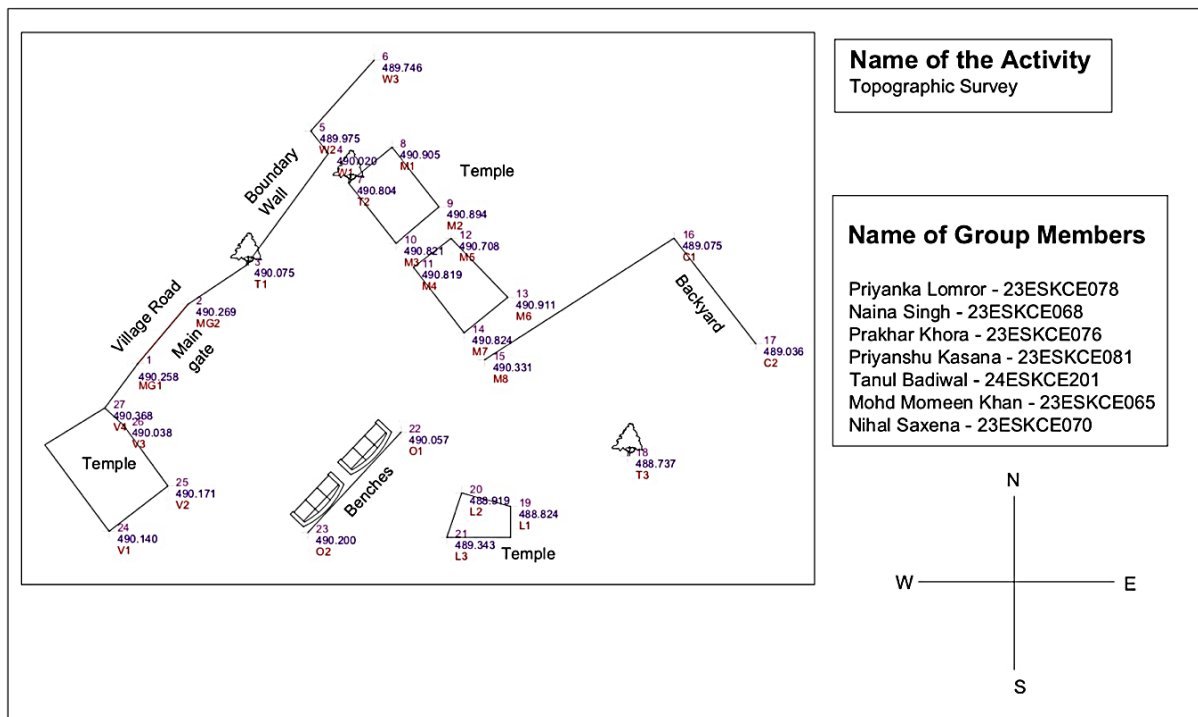 Name of the Activity
Topographic Survey
Name of Group Members
Priyanka Lomror - 23ESKCE078
Naina Singh - 23ESKCE068
Prakhar Khora - 23ESKCE076
Priyanshu Kasana - 23ESKCE081
Tanul Badiwal - 24ESKCE201
Mohd Momeen Khan - 23ESKCE065
Nihal Saxena - 23ESKCE070
N
W
E
S
6
489.746
W3
5
489.975
W2
4
490.020
W1
Boundary
Wall
8
490.905
M1
Temple
7
490.804
T2
9
490.894
M2
10
490.821
M3
12
490.708
M5
11
490.819
M4
13
490.911
M6
14
490.824
M7
15
490.331
M8
16
489.075
C1
Backyard
17
489.036
C2
3
490.075
T1
Village Road
2
490.269
MG2
Main
gate
1
490.258
MG1
27
490.368
V4
26
490.038
V3
Temple
25
490.171
V2
24
490.140
V1
22
490.057
O1
Benches
23
490.200
O2
20
488.919
L2
19
488.824
L1
21
489.343
L3
Temple
18
488.737
T3